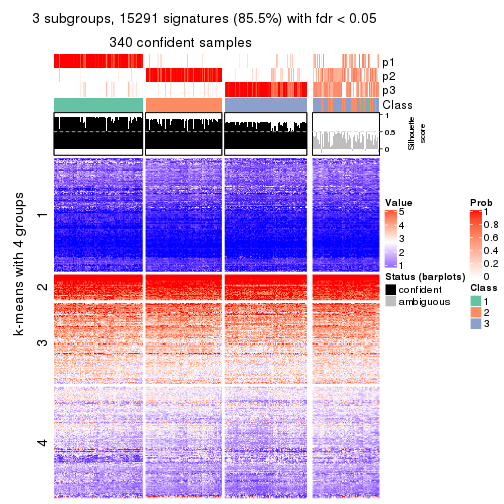 3 subgroups, 15291 signatures (85.5%) with fdr < 0.05
340 confident samples
p1
p2
p3
Class
1
0.5
0
Silhouette
score
k-means with 4 groups
1
2
3
4
Value
5
4
3
2
1
Status (barplots)
confident
ambiguous
Prob
1
0.8
0.6
0.4
0.2
0
Class
1
2
3